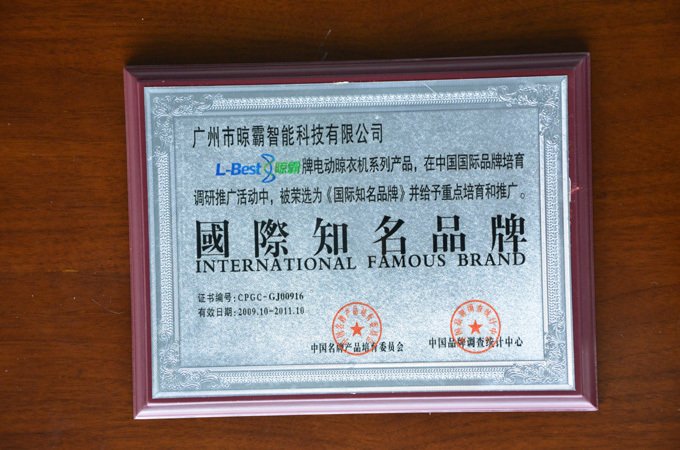 广州市晾霸智能科技有限公司
L-Best 晾霸 牌电动晾衣机系列产品，在中国国际品牌培育
调研推广活动中，被荣选为《国际知名品牌》并给予重点培育和推广。
國際知名品牌
INTERNATIONAL FAMOUS BRAND
证书编号：CPGC-GJ00916
有效日期：2009.10-2011.10
中国名牌产品培育委员会
中国品牌调查统计中心